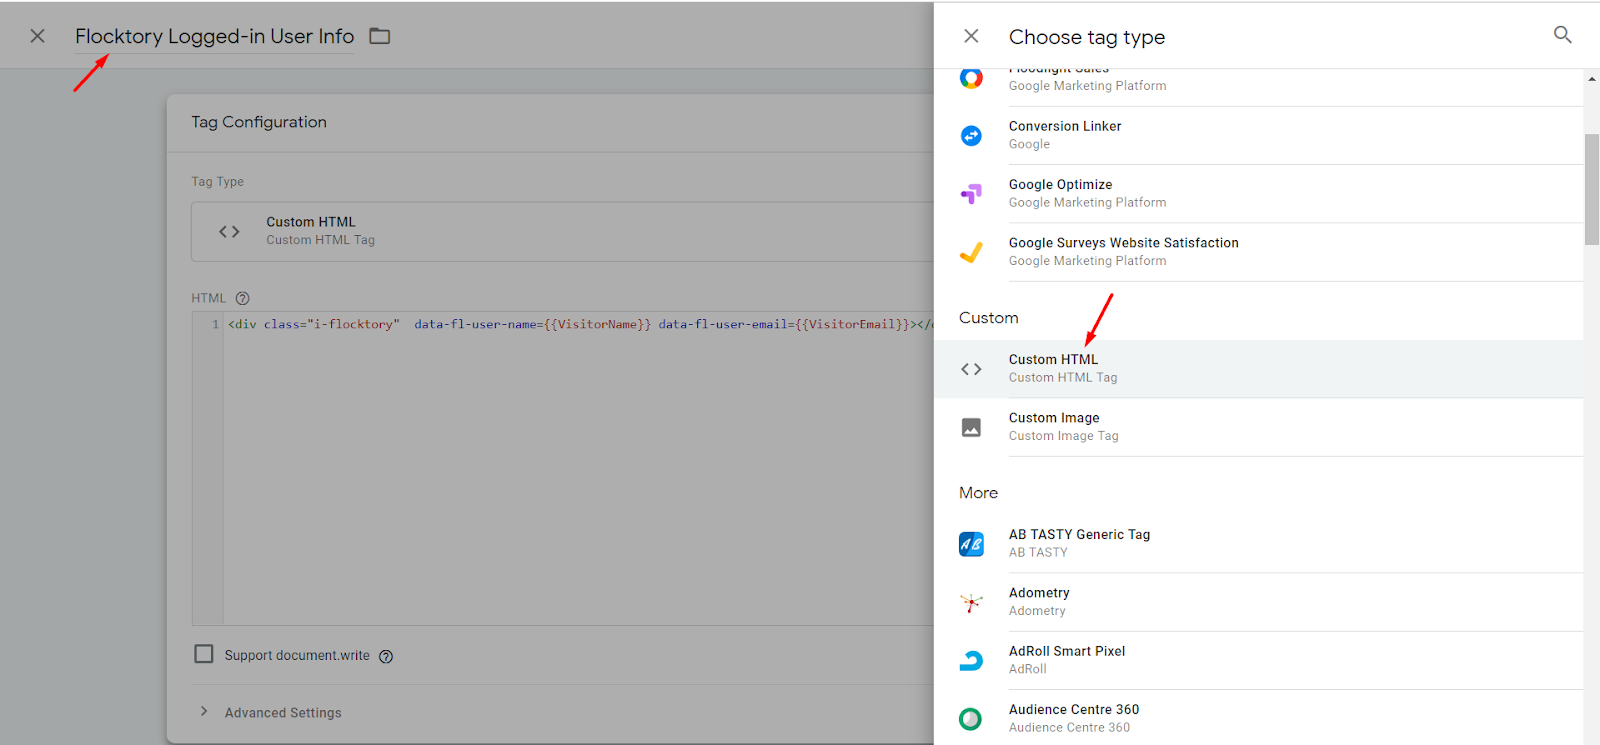 Flocktory Logged-in User Info
Tag Configuration
Tag Type
Custom HTML
Custom HTML Tag
HTML ?
1 <div class="i-flocktory"  data-fl-user-name={{VisitorName}} data-fl-user-email={{VisitorEmail}}></
Support document.write ?
Advanced Settings
Choose tag type
Floodlight Sales
Google Marketing Platform
Conversion Linker
Google
Google Optimize
Google Marketing Platform
Google Surveys Website Satisfaction
Google Marketing Platform
Custom
Custom HTML
Custom HTML Tag
Custom Image
Custom Image Tag
More
AB
AB TASTY Generic Tag
AB TASTY
Adometry
Adometry
AdRoll Smart Pixel
AdRoll
Audience Centre 360
Audience Centre 360